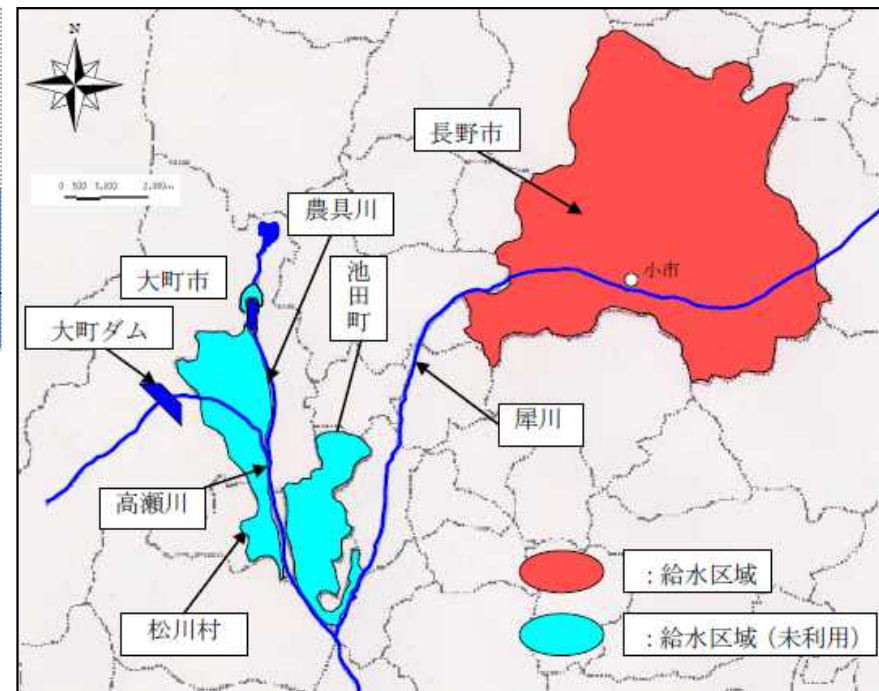 N
長野市
農具川
池田町
大町市
大町ダム
小市
犀川
高瀬川
松川村
：給水区域
：給水区域（未利用）